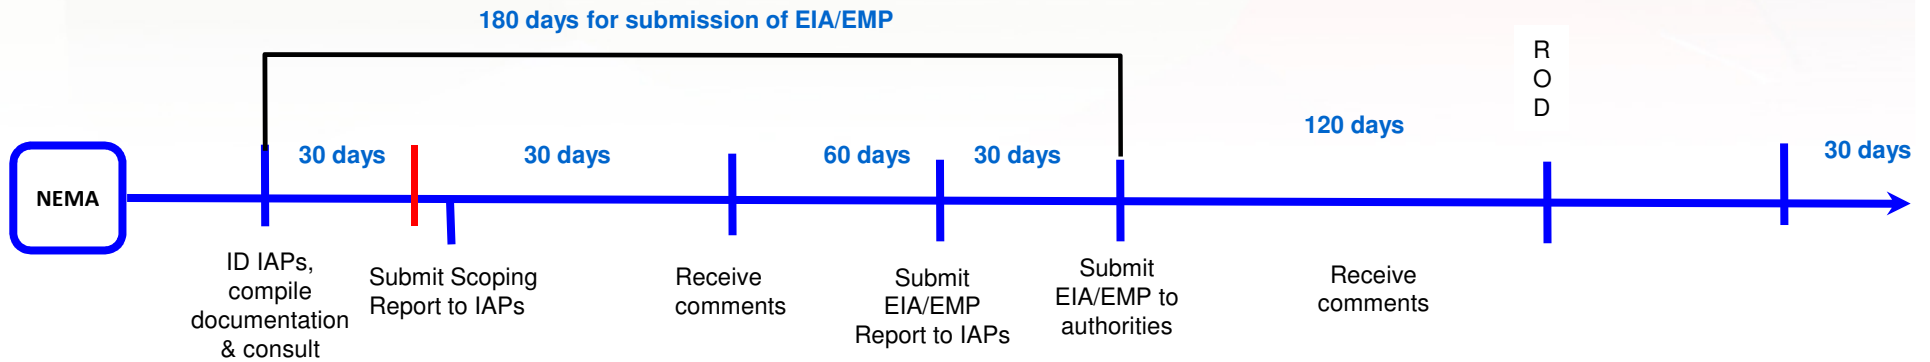 180 days for submission of EIA/EMP
R
O
D
120 days
30 days
30 days
60 days
30 days
30 days
NEMA
ID IAPs,
compile
documentation
& consult
Submit Scoping
Report to IAPs
Receive
comments
Submit
EIA/EMP
Report to IAPs
Submit
EIA/EMP to
authorities
Receive
comments